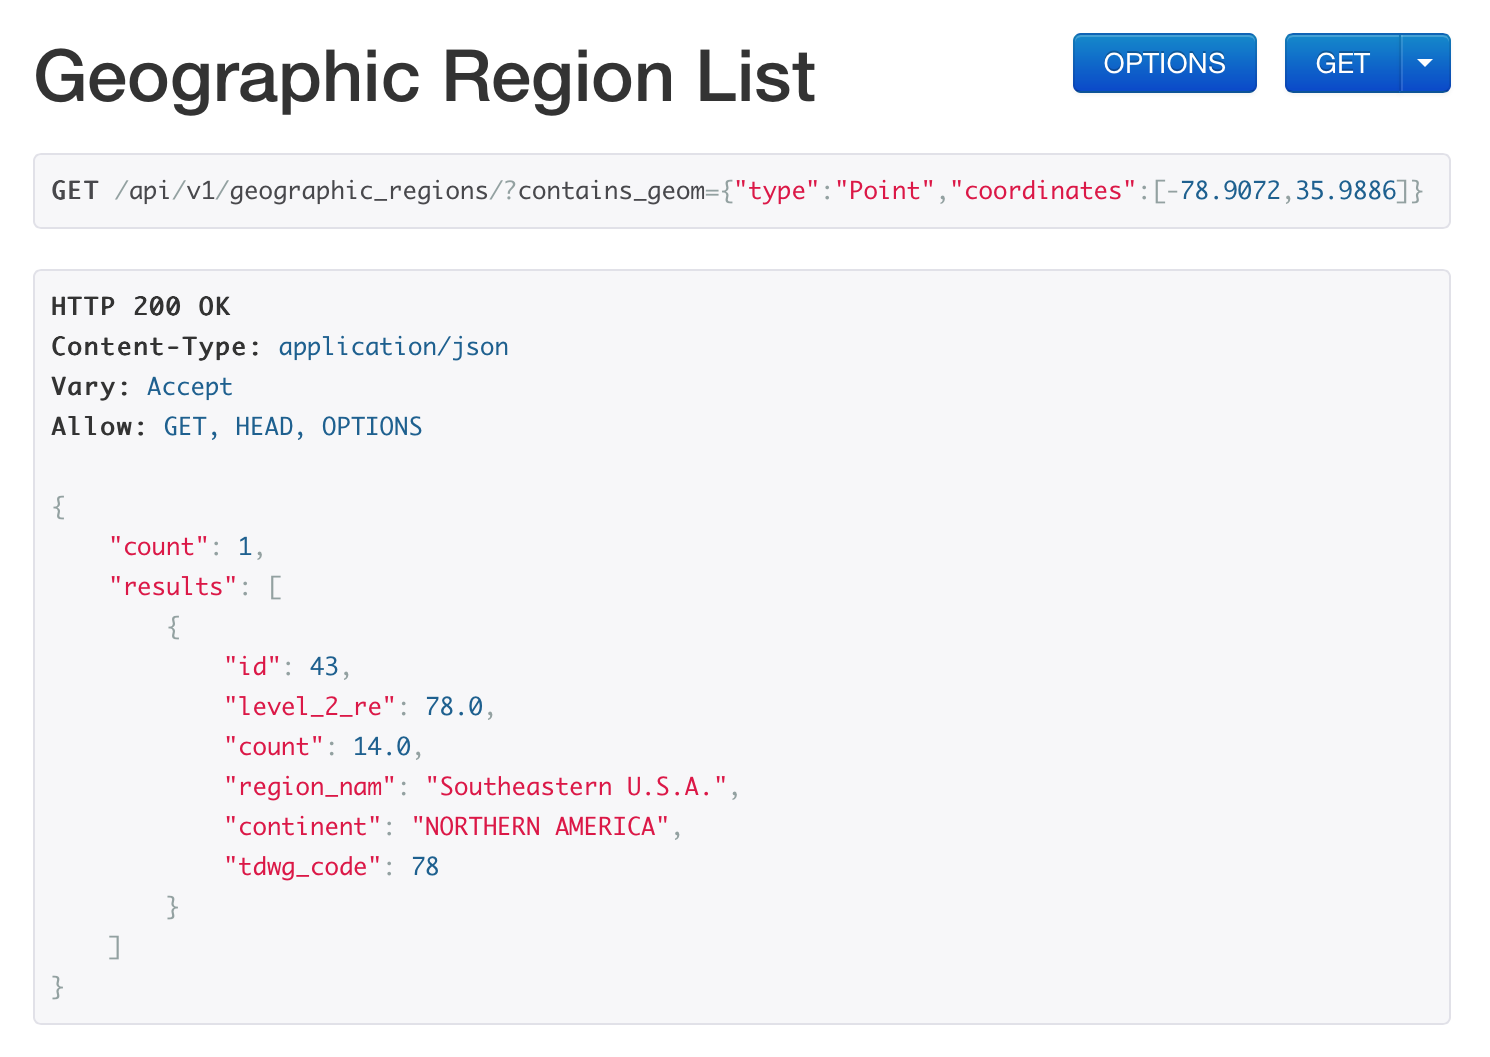 Geographic Region List
OPTIONS
GET
GET /api/v1/geographic_regions/?contains_geom={"type":"Point","coordinates":[-78.9072,35.9886]}
HTTP 200 OK
Content-Type: application/json
Vary: Accept
Allow: GET, HEAD, OPTIONS
{
    "count": 1,
    "results": [
        {
            "id": 43,
            "level_2_re": 78.0,
            "count": 14.0,
            "region_nam": "Southeastern U.S.A.",
            "continent": "NORTHERN AMERICA",
            "tdwg_code": 78
        }
    ]
}